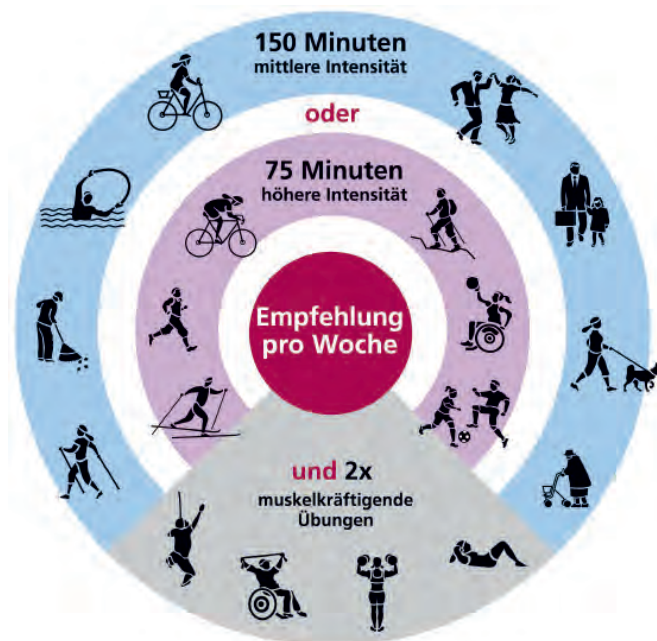 150 Minuten
mittlere Intensität
oder
75 Minuten
höhere Intensität
Empfehlung
pro Woche
und 2x
muskelkräftigende
Übungen